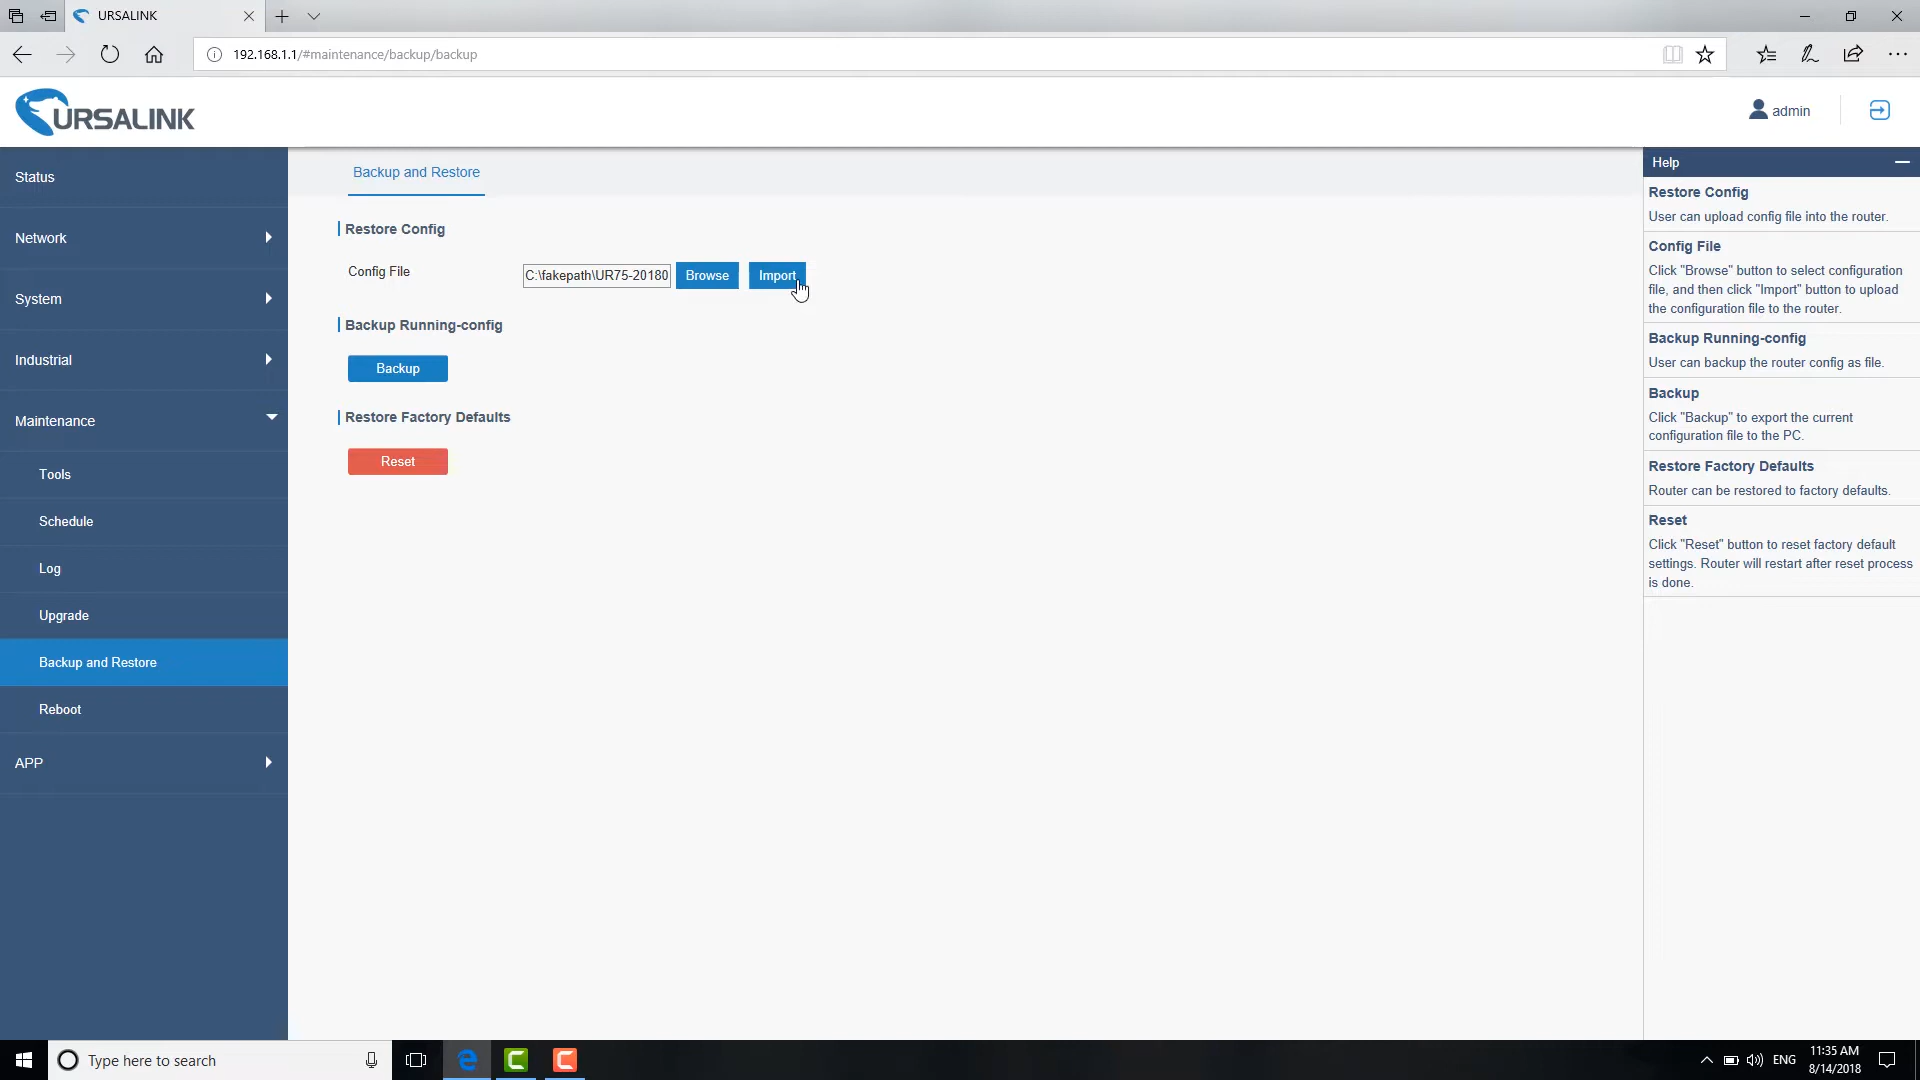 URSALINK
192.168.1.1/#maintenance/backup/backup
URSALINK
admin
Status
Network
System
Industrial
Maintenance
Tools
Schedule
Log
Upgrade
Backup and Restore
Reboot
APP
Backup and Restore
Restore Config
Config File
C:\fakepath\UR75-20180
Browse
Import
Backup Running-config
Backup
Restore Factory Defaults
Reset
Help
Restore Config
User can upload config file into the router.
Config File
Click "Browse" button to select configuration
file, and then click "Import" button to upload
the configuration file to the router.
Backup Running-config
User can backup the router config as file.
Backup
Click "Backup" to export the current
configuration file to the PC.
Restore Factory Defaults
Router can be restored to factory defaults.
Reset
Click "Reset" button to reset factory default
settings. Router will restart after reset process
is done.
Type here to search
ENG
11:35 AM
8/14/2018